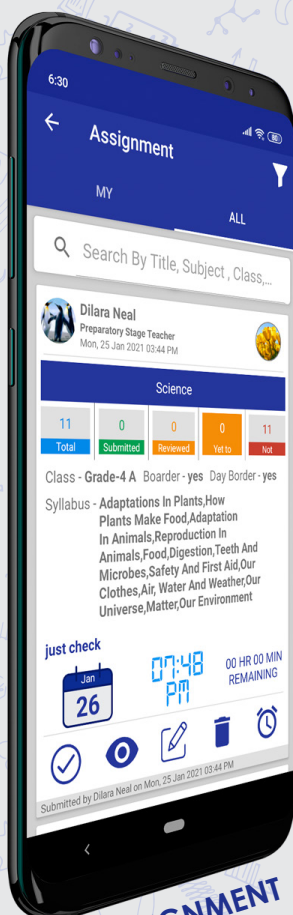 6:30
80
Assignment
MY
ALL
Search By Title, Subject , Class,...
Dilara Neal
Preparatory Stage Teacher
Mon, 25 Jan 2021 03:44 PM
Science
11 0 0 0 11
Total Submitted Reviewed Yet to Not
Class - Grade-4 A Boarder - yes Day Border - yes
Syllabus - Adaptations In Plants,How
Plants Make Food,Adaptation
In Animals,Reproduction In
Animals,Food,Digestion,Teeth And
Microbes,Safety And First Aid,Our
Clothes,Air, Water And Weather,Our
Universe,Matter,Our Environment
just check
Jan
26
07:48
PM
00 HR 00 MIN
REMAINING
Submitted by Dilara Neal on Mon, 25 Jan 2021 03:44 PM
IGNMENT